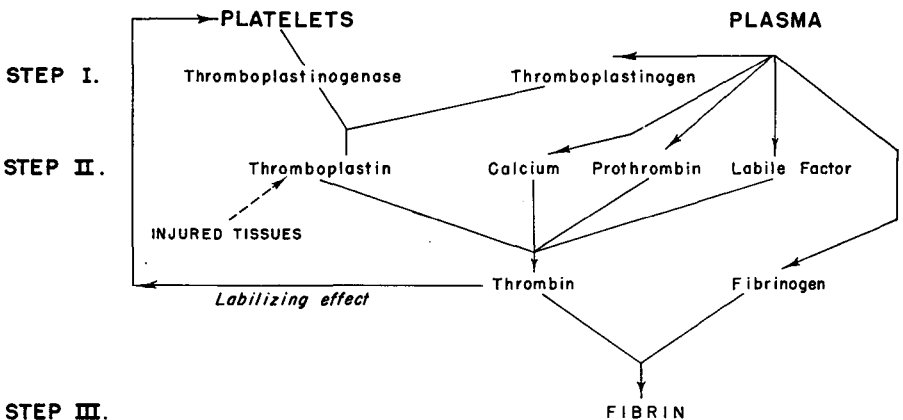 PLATELETS PLASMA
STEP I. Thromboplastinogenase Thromboplastinogen
STEP II. Thromboplastin Calcium Prothrombin Labile Factor
INJURED TISSUES
Thrombin Fibrinogen
Labilizing effect
STEP III. FIBRIN